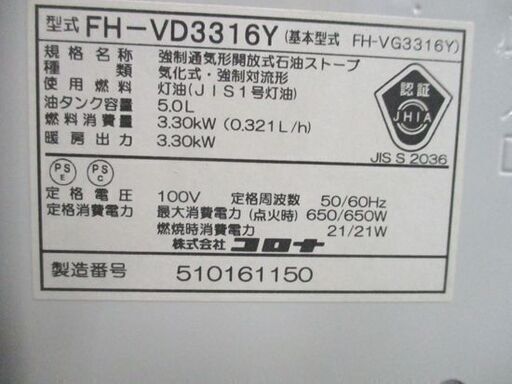 型式 FH-VD3316Y (基本型式 FH-VG3316Y)
規格名称 強制通気形開放式石油ストーブ
種類 気化式・強制対流形
使用燃料 灯油(JIS1号灯油)
油タンク容量 5.0L
燃料消費量 3.30kW (0.321L/h)
暖房出力 3.30kW
認証
JHIA
JIS S 2036
PS E PS C
定格電圧 100V 定格周波数 50/60Hz
定格消費電力 最大消費電力(点火時) 650/650W
燃焼時消費電力 21/21W
株式会社 コロナ
製造番号 510161150